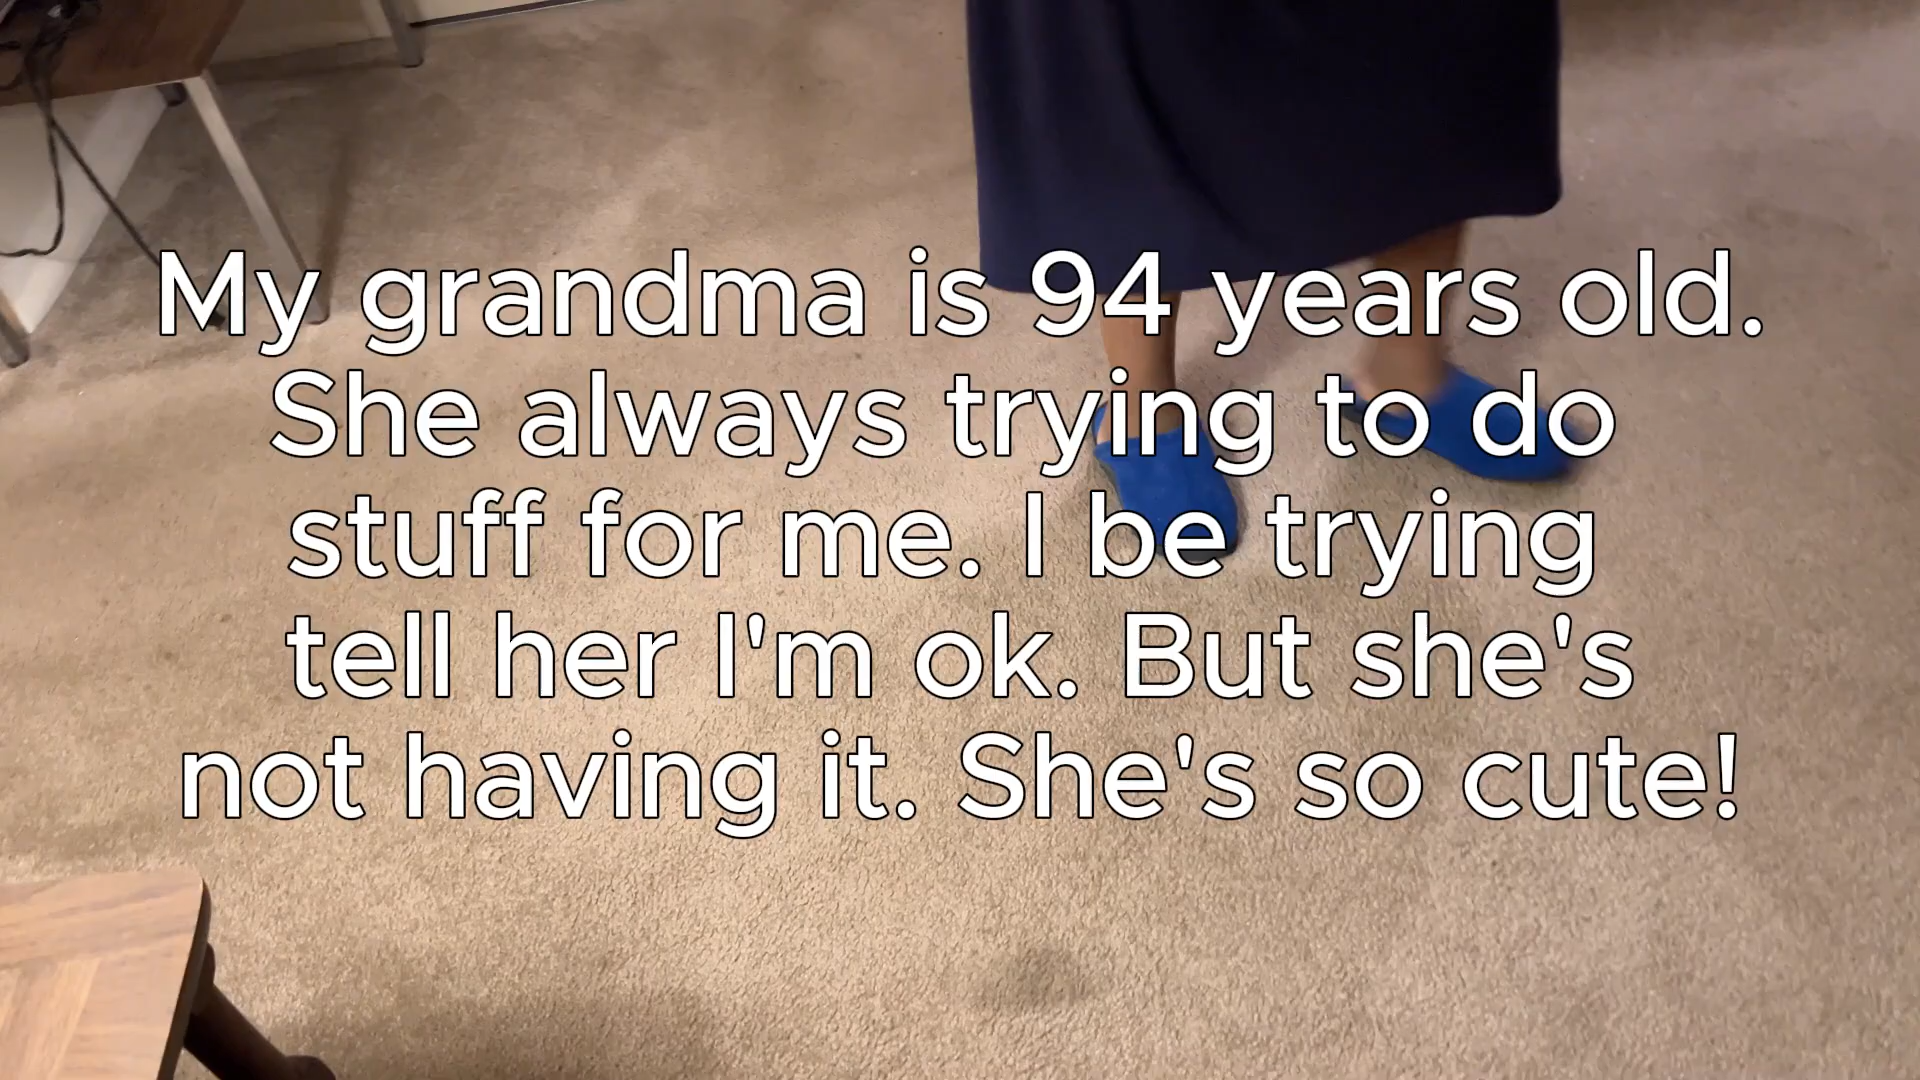 My grandma is 94 years old.
She always trying to do
stuff for me. I be trying
tell her I'm ok. But she's
not having it. She's so cute!